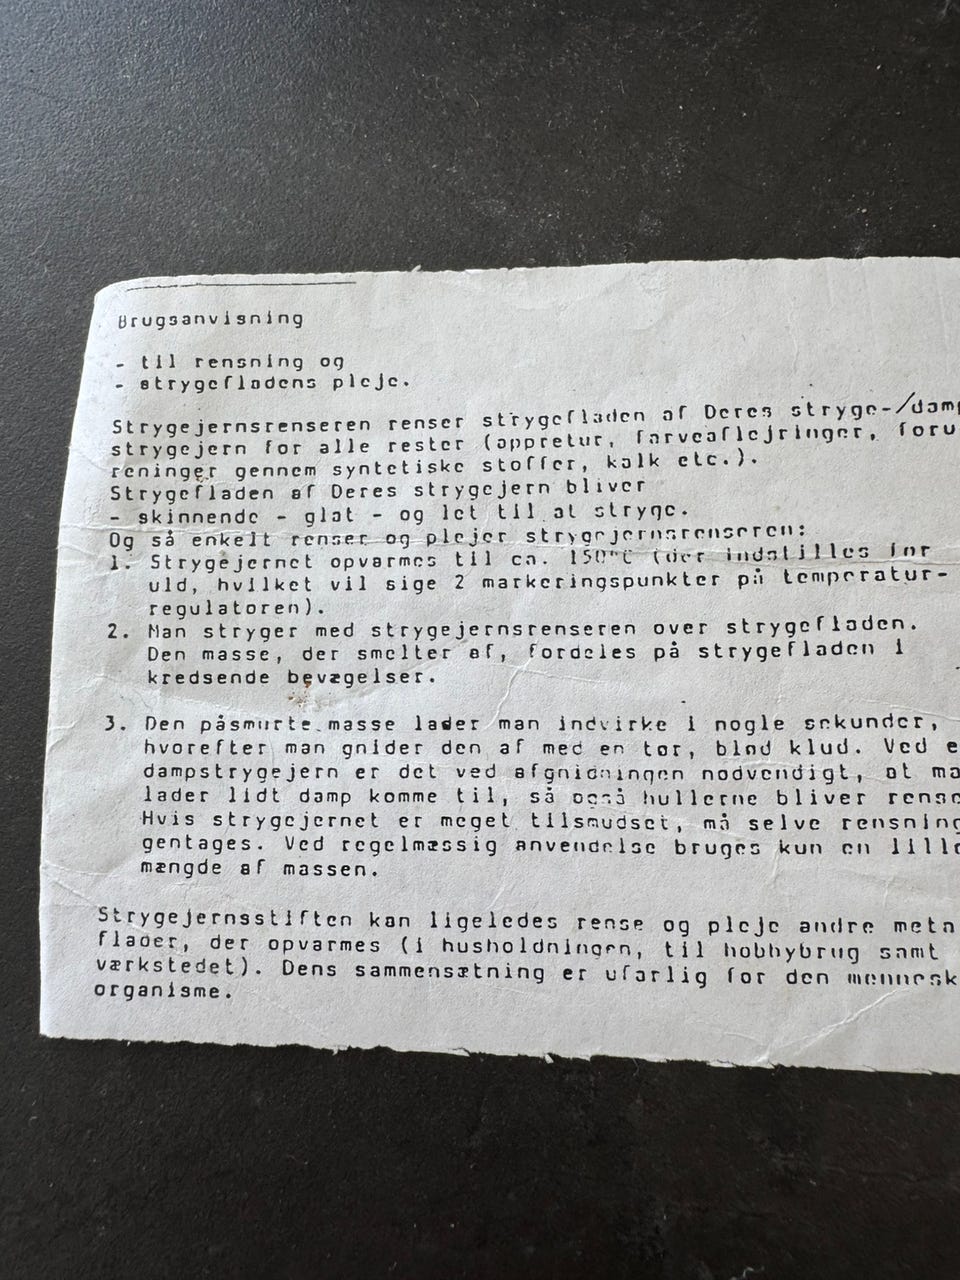 Brugsanvisning
- til rensning og
- strygefladens pleje.
Strygejernsrenseren renser strygefladen af Deres stryge-/damp
strygejern for alle rester (appretur, farveaflejringer, foru
reninger gennem syntetiske stoffer, kalk etc.).
Strygefladen af Deres strygejern bliver
- skinnende - glat - og let til at stryge.
Og så enkelt renser og plejer strygejernsrenseren:
1. Strygejernet opvarmes til ca. 150°C (der indstilles for
uld, hvilket vil sige 2 markeringspunkter på temperatur-
regulatoren).
2. Man stryger med strygejernsrenseren over strygefladen.
Den masse, der smelter af, fordeles på strygefladen i
kredsende bevægelser.
3. Den påsmurte masse lader man indvirke i nogle sekunder,
hvorefter man gnider den af med en tor, blød klud. Ved e
dampstrygejern er det ved afgnidningen nodvendigt, at ma
lader lidt damp komme til, så også hullerne bliver rense
Hvis strygejernet er meget tilsmudset, må selve rensning
gentages. Ved regelmæssig anvendelse bruges kun en lille
mængde af massen.
Strygejernsstiften kan ligeledes rense og pleje andre meta
flader, der opvarmes (i husholdningen, til hobbybrug samt
værkstedet). Dens sammensætning er ufarlig for den mennesk
organisme.